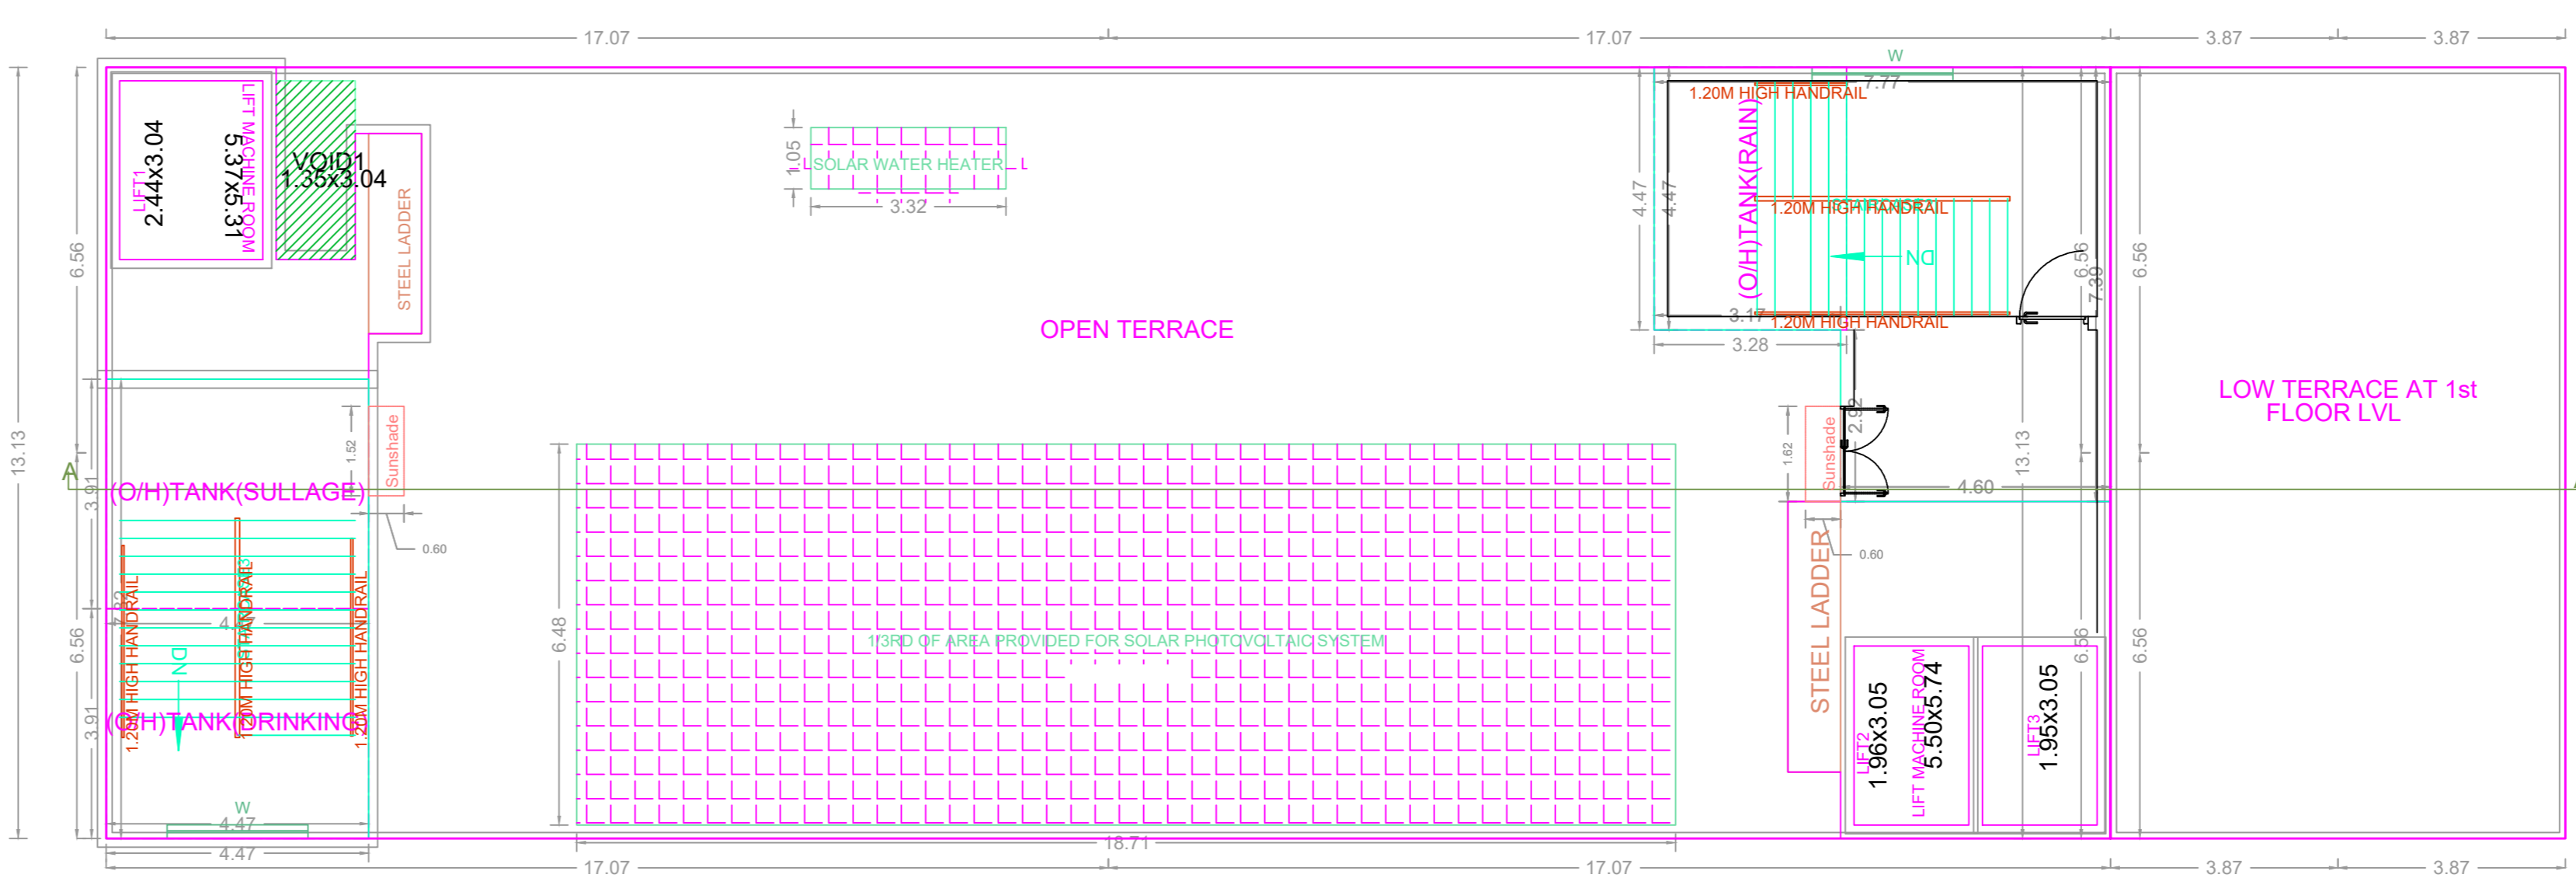 17.07
17.07
3.87
3.87
W
7.77
1.20M HIGH HANDRAIL
LIFT1
2.44x3.04
LIFT MACHINE ROOM
5.37x5.31
VOID1
1.35x3.04
STEEL LADDER
1.05
SOLAR WATER HEATER
3.32
4.47
4.47
(O/H)TANK(RAIN)
1.20M HIGH HANDRAIL
DN
6.56
6.56
6.56
7.39
3.17
1.20M HIGH HANDRAIL
3.28
OPEN TERRACE
LOW TERRACE AT 1st
FLOOR LVL
13.13
A
3.91
(O/H)TANK(SULLAGE)
1.52
Sunshade
0.60
1.62
Sunshade
2.92
13.13
4.60
0.60
6.56
1.20M HIGH HANDRAIL
1.20M HIGH HANDRAIL
1.20M HIGH HANDRAIL
DN
3.91
(O/H)TANK(DRINKING)
6.48
1/3RD OF AREA PROVIDED FOR SOLAR PHOTOVOLTAIC SYSTEM
STEEL LADDER
LIFT2
1.96x3.05
LIFT MACHINE ROOM
5.50x5.74
LIFT3
1.95x3.05
6.56
6.56
W
4.47
4.47
18.71
17.07
17.07
3.87
3.87